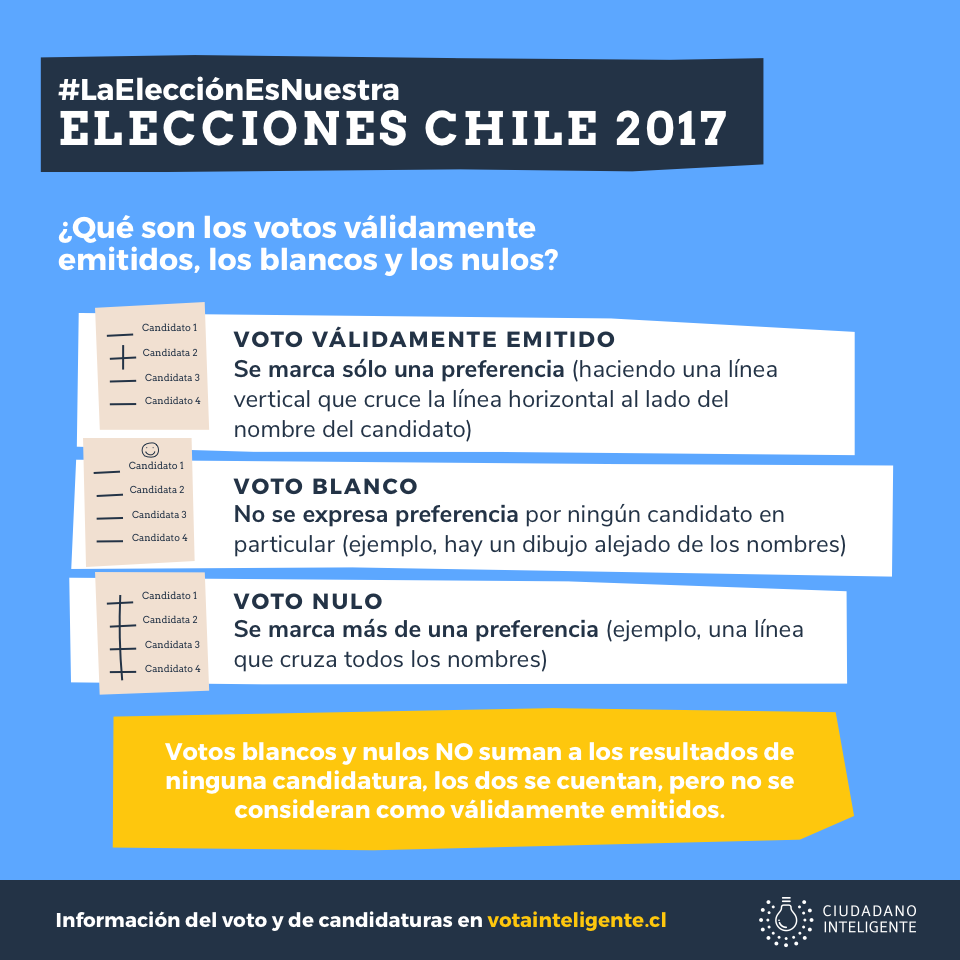 #LaElecciónEsNuestra
ELECCIONES CHILE 2017
¿Qué son los votos válidamente
emitidos, los blancos y los nulos?
Candidato 1
Candidata 2
Candidata 3
Candidato 4
VOTO VÁLIDAMENTE EMITIDO
Se marca sólo una preferencia (haciendo una línea
vertical que cruce la línea horizontal al lado del
nombre del candidato)
Candidato 1
Candidata 2
Candidata 3
Candidato 4
VOTO BLANCO
No se expresa preferencia por ningún candidato en
particular (ejemplo, hay un dibujo alejado de los nombres)
Candidato 1
Candidata 2
Candidata 3
Candidato 4
VOTO NULO
Se marca más de una preferencia (ejemplo, una línea
que cruza todos los nombres)
Votos blancos y nulos NO suman a los resultados de
ninguna candidatura, los dos se cuentan, pero no se
consideran como válidamente emitidos.
Información del voto y de candidaturas en votainteligente.cl
CIUDADANO
INTELIGENTE